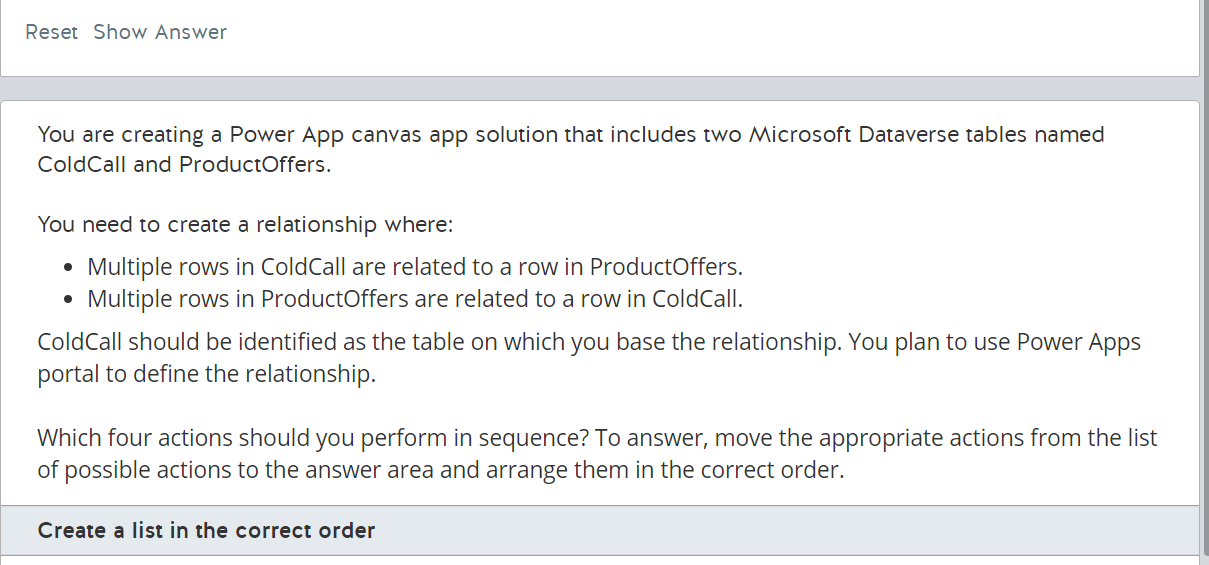 Reset Show Answer
You are creating a Power App canvas app solution that includes two Microsoft Dataverse tables named
ColdCall and ProductOffers.
You need to create a relationship where:
• Multiple rows in ColdCall are related to a row in ProductOffers.
• Multiple rows in ProductOffers are related to a row in ColdCall.
ColdCall should be identified as the table on which you base the relationship. You plan to use Power Apps
portal to define the relationship.
Which four actions should you perform in sequence? To answer, move the appropriate actions from the list
of possible actions to the answer area and arrange them in the correct order.
Create a list in the correct order